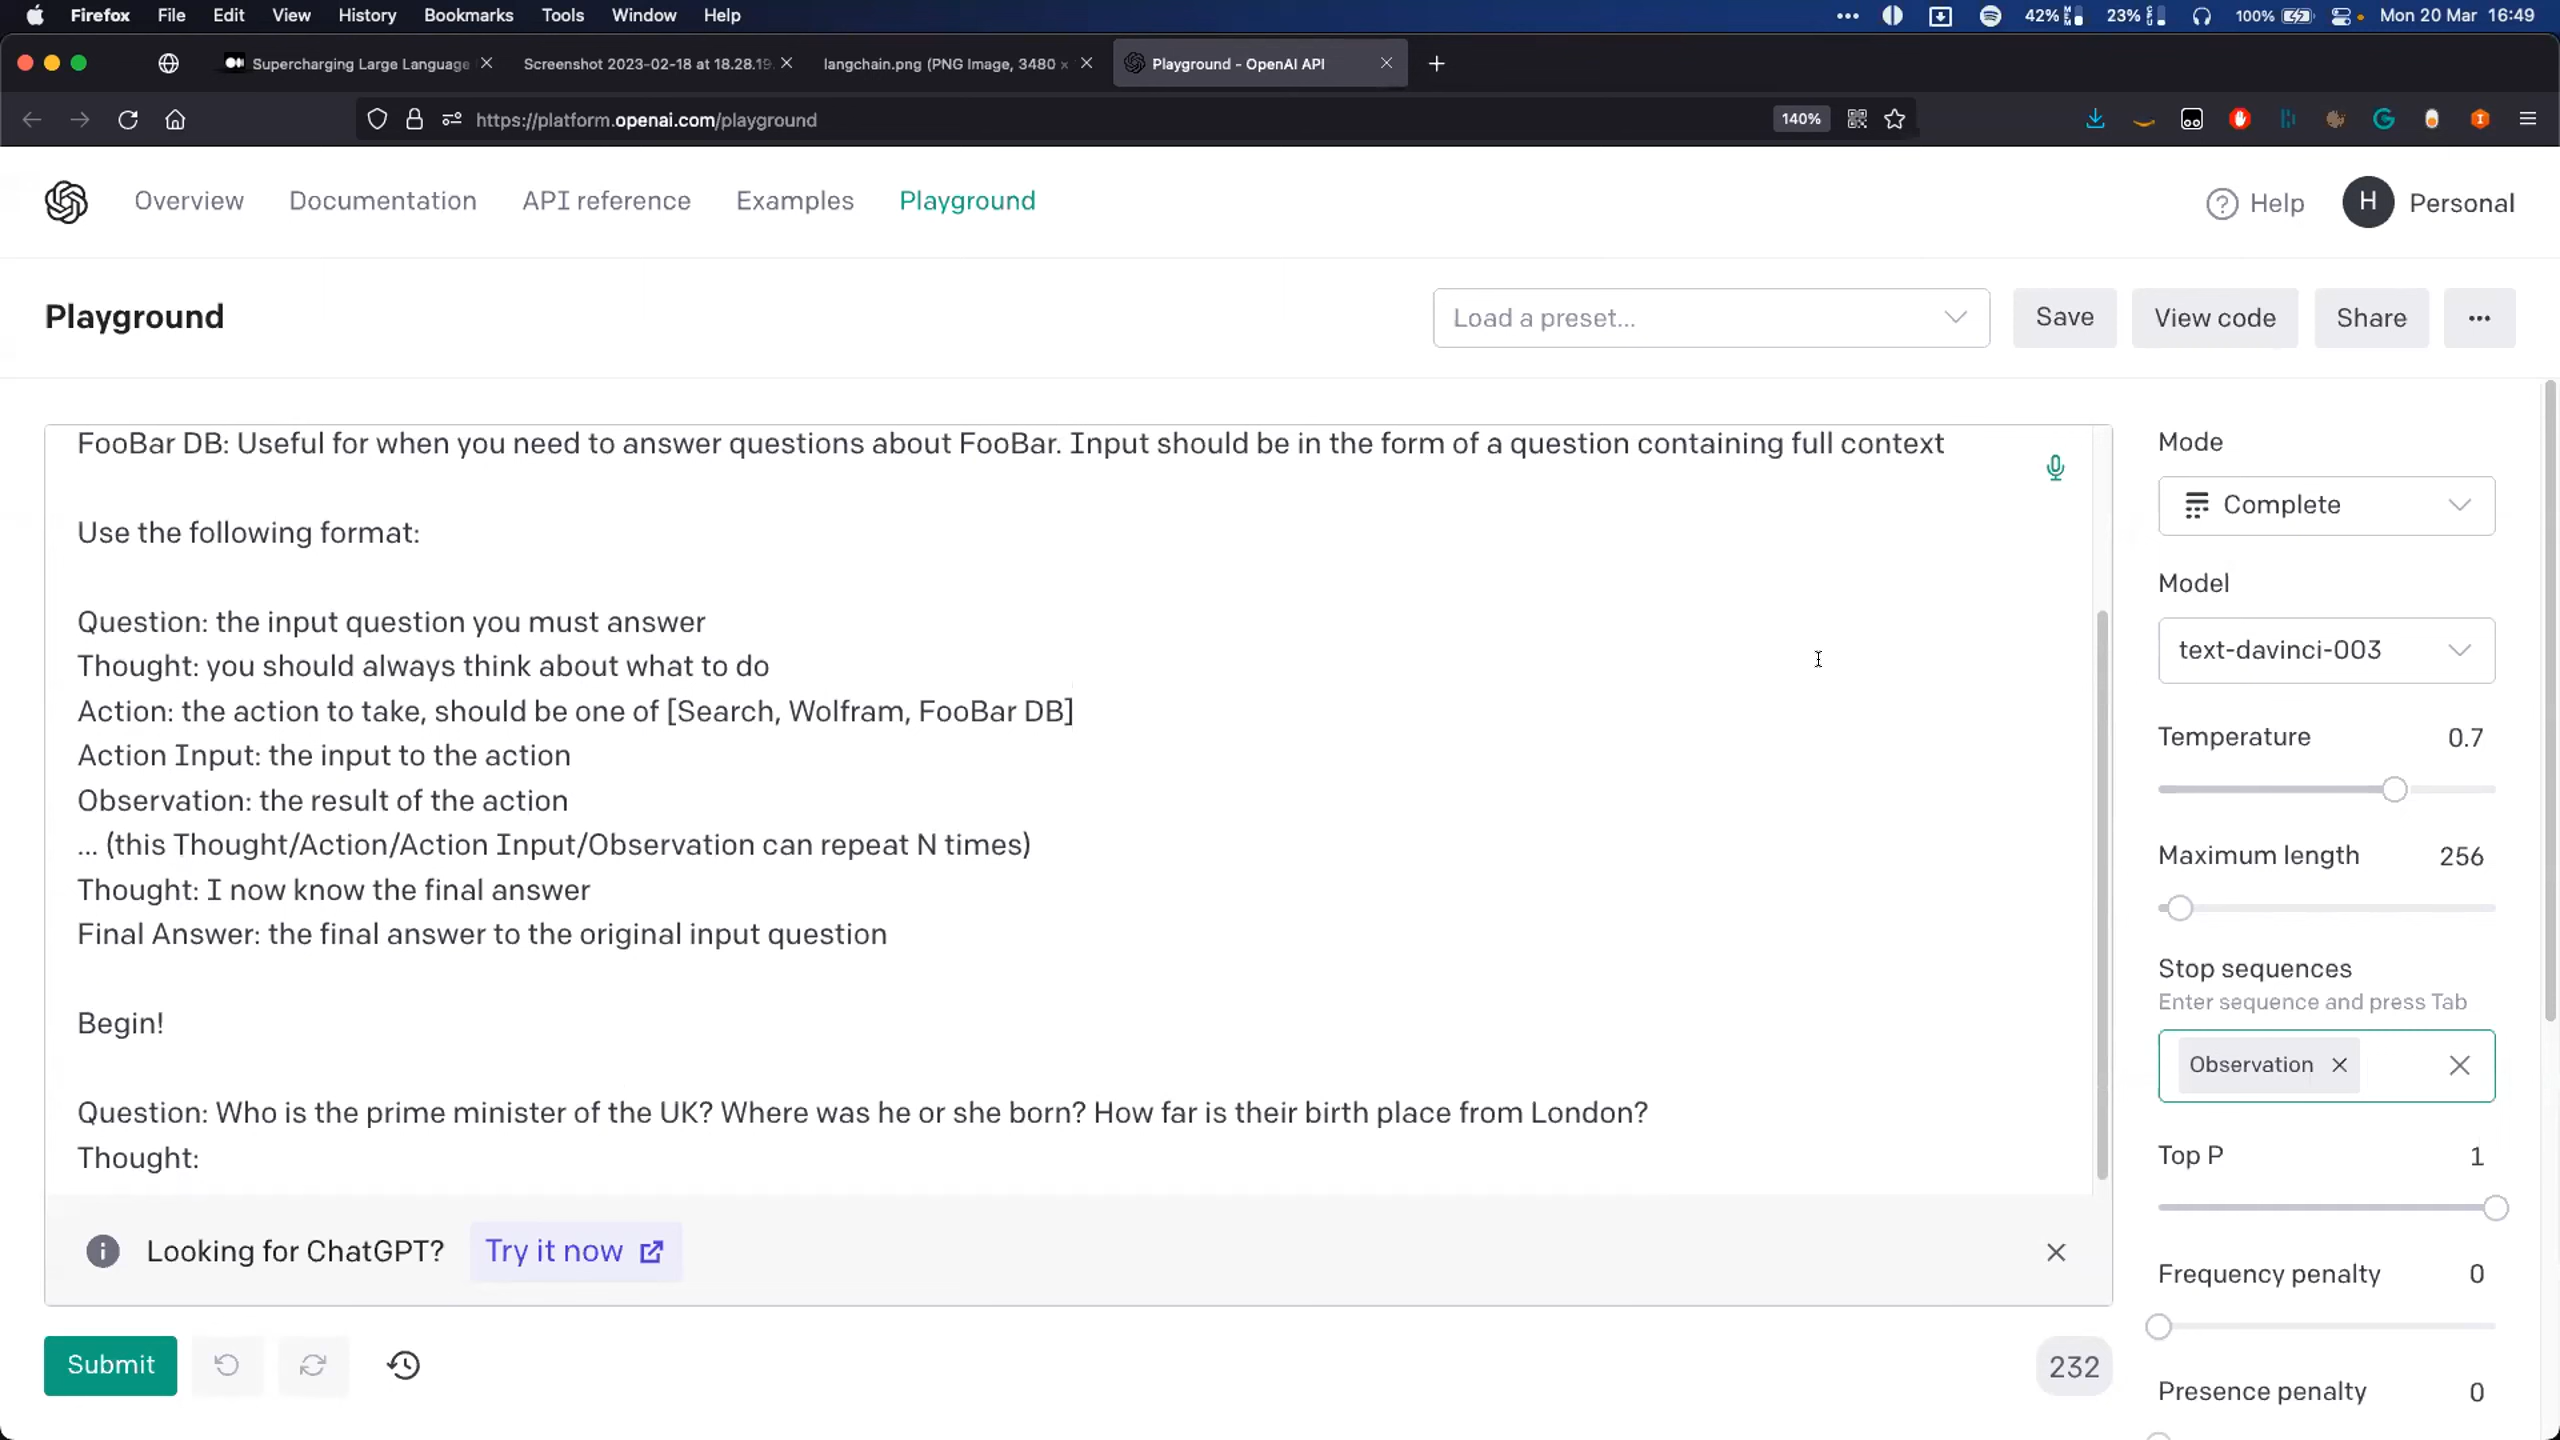 Firefox File Edit View History Bookmarks Tools Window Help
42% 23% 100% Mon 20 Mar 16:49
Supercharging Large Language
Screenshot 2023-02-18 at 18.28.19.
langchain.png (PNG Image, 3480 ×
Playground - OpenAI API
https://platform.openai.com/playground
140%
Overview Documentation API reference Examples Playground
Help H Personal
Playground
Load a preset...
Save View code Share ...
FooBar DB: Useful for when you need to answer questions about FooBar. Input should be in the form of a question containing full context
Use the following format:
Question: the input question you must answer
Thought: you should always think about what to do
Action: the action to take, should be one of [Search, Wolfram, FooBar DB]
Action Input: the input to the action
Observation: the result of the action
... (this Thought/Action/Action Input/Observation can repeat N times)
Thought: I now know the final answer
Final Answer: the final answer to the original input question
Begin!
Question: Who is the prime minister of the UK? Where was he or she born? How far is their birth place from London?
Thought:
Looking for ChatGPT? Try it now
Submit
232
Mode
Complete
Model
text-davinci-003
Temperature 0.7
Maximum length 256
Stop sequences
Enter sequence and press Tab
Observation
Top P 1
Frequency penalty 0
Presence penalty 0